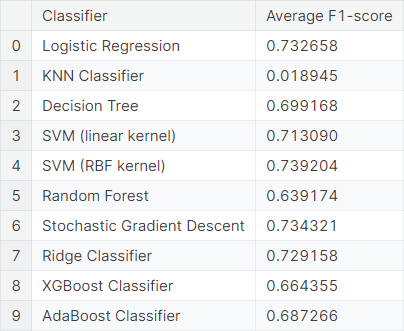 Classifier Average F1-score
0 Logistic Regression 0.732658
1 KNN Classifier 0.018945
2 Decision Tree 0.699168
3 SVM (linear kernel) 0.713090
4 SVM (RBF kernel) 0.739204
5 Random Forest 0.639174
6 Stochastic Gradient Descent 0.734321
7 Ridge Classifier 0.729158
8 XGBoost Classifier 0.664355
9 AdaBoost Classifier 0.687266